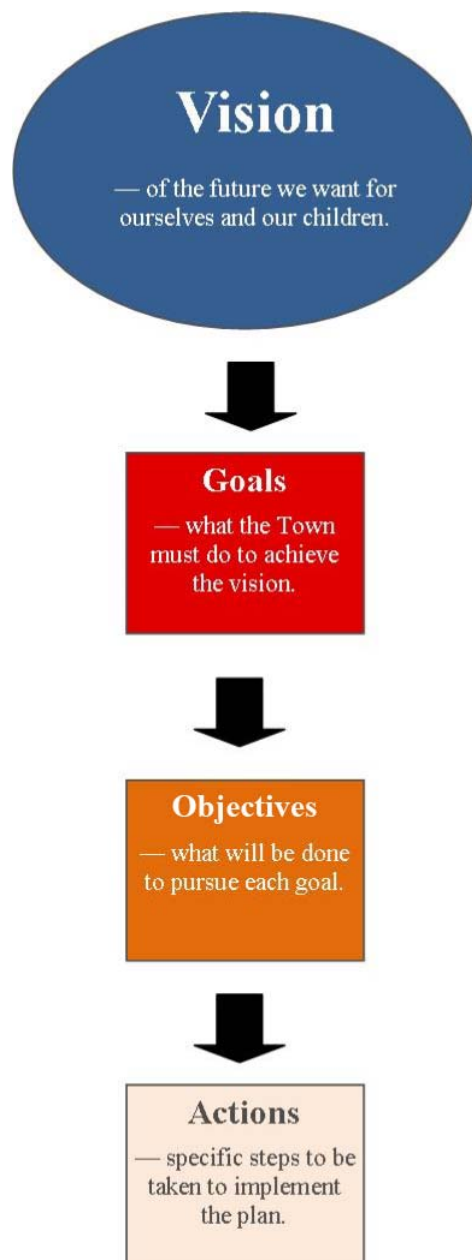 Vision
— of the future we want for
ourselves and our children.
Goals
— what the Town
must do to achieve
the vision.
Objectives
— what will be done
to pursue each goal.
Actions
— specific steps to be
taken to implement
the plan.